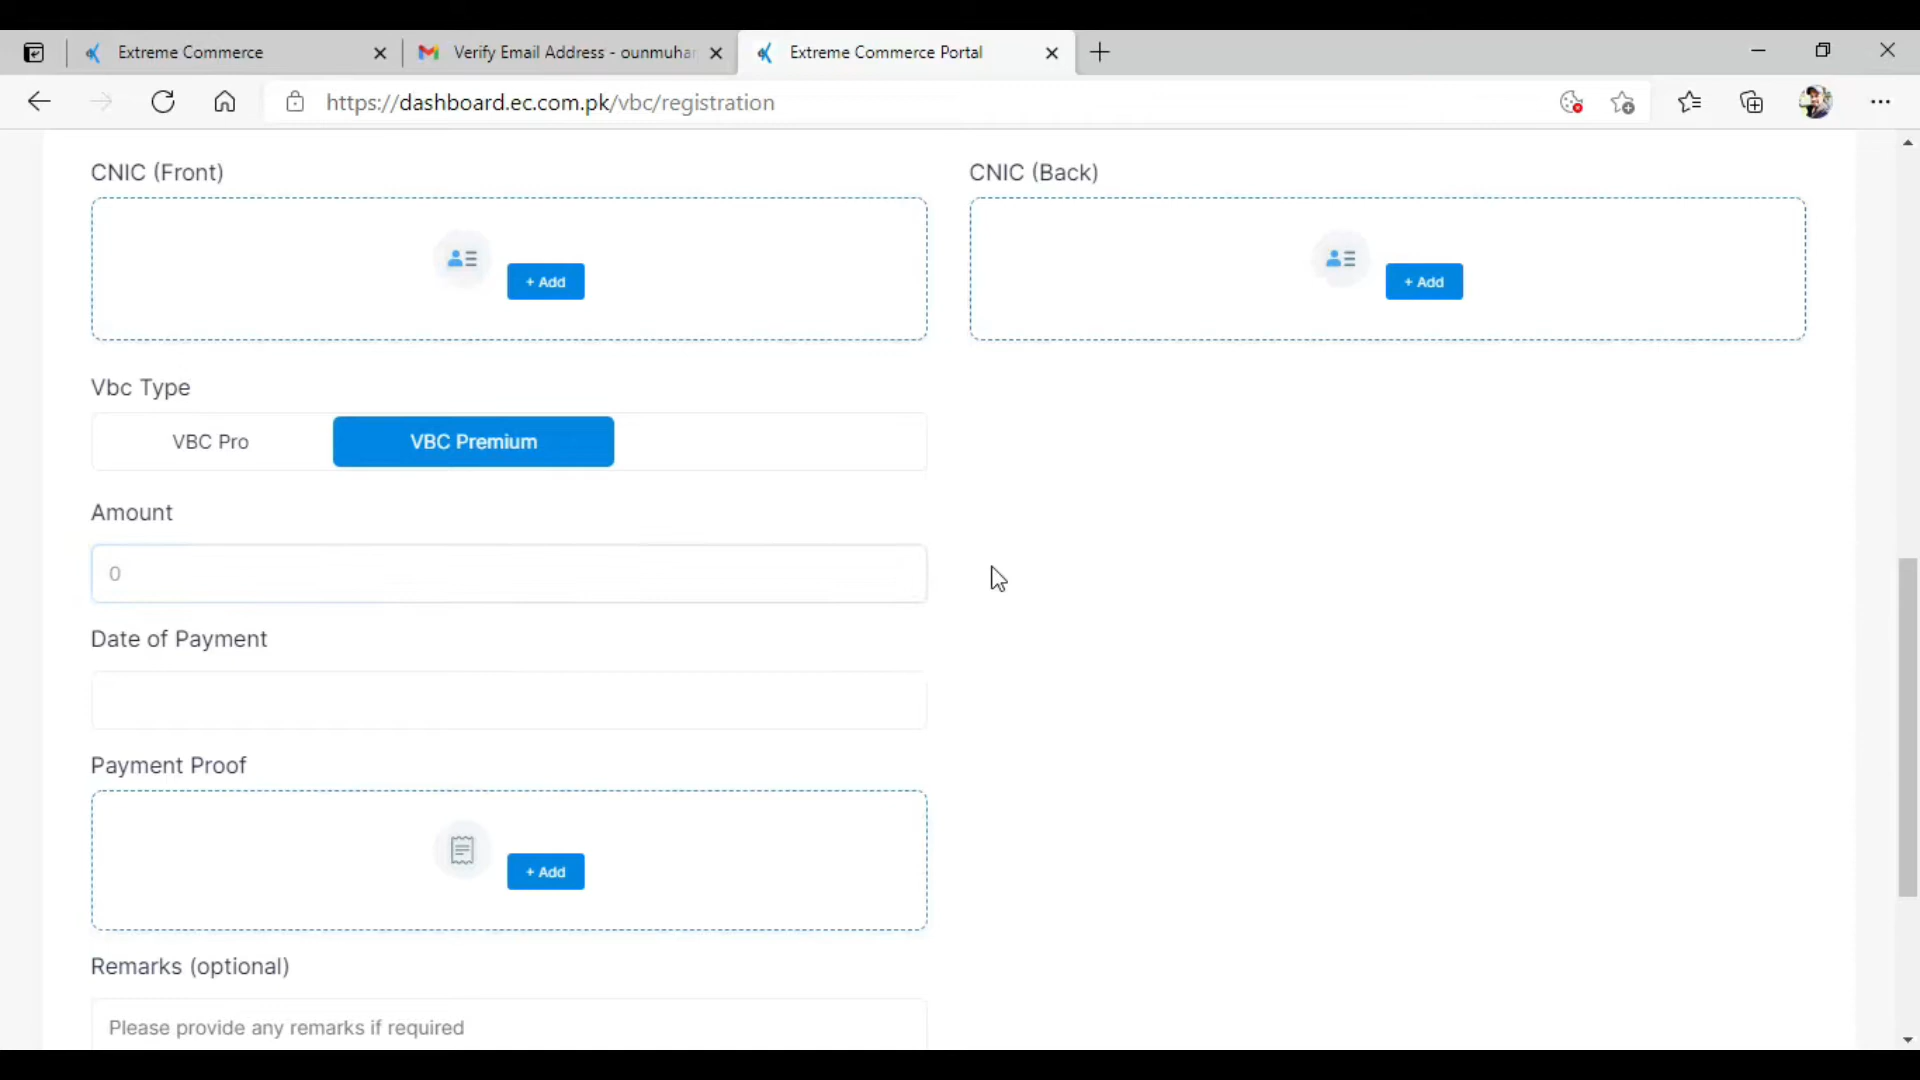 Extreme Commerce
Verify Email Address - ounmuhar
Extreme Commerce Portal
https://dashboard.ec.com.pk/vbc/registration
CNIC (Front)
CNIC (Back)
+ Add
+ Add
Vbc Type
VBC Pro
VBC Premium
Amount
0
Date of Payment
Payment Proof
+ Add
Remarks (optional)
Please provide any remarks if required